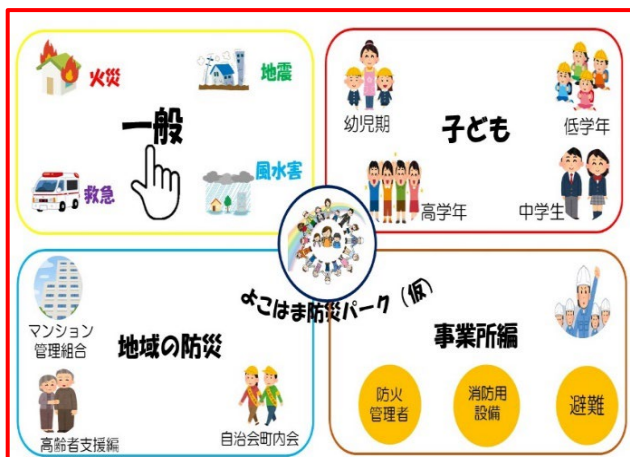 火災
地震
一般
救急
風水害
幼児期
子ども
低学年
高学年
中学生
よこはま防災パーク（仮）
マンション
管理組合
地域の防災
高齢者支援編
自治会町内会
事業所編
防火
管理者
消防用
設備
避難